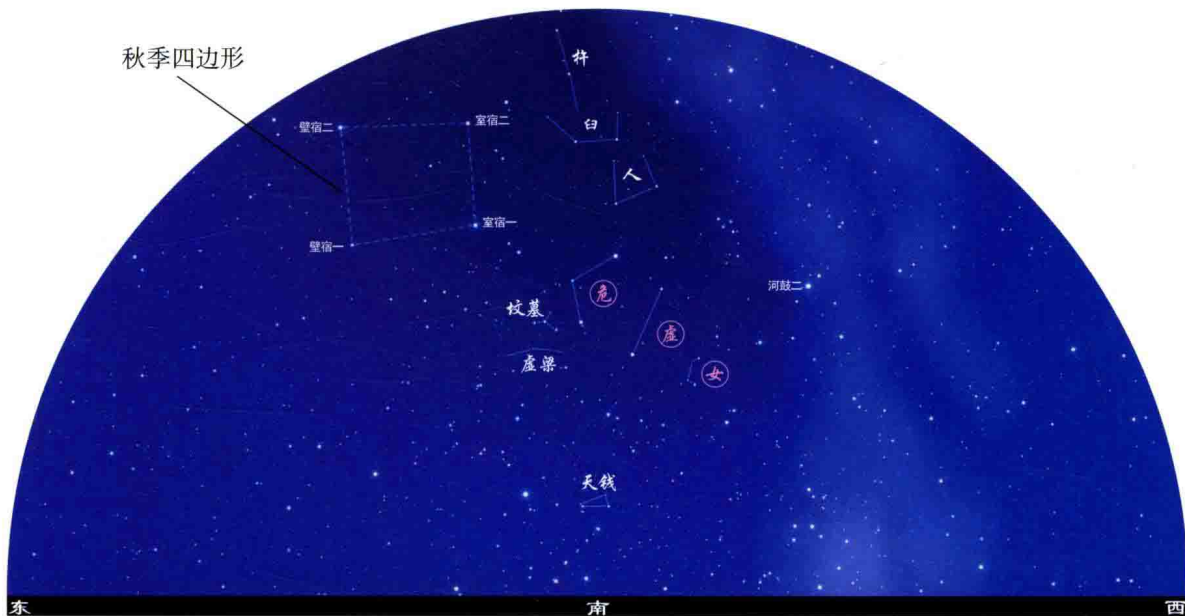 秋季四边形
杵
臼
人
壁宿二
室宿二
壁宿一
室宿一
河鼓二
危
虚
女
坟墓
虚梁
天钱
东
南
西